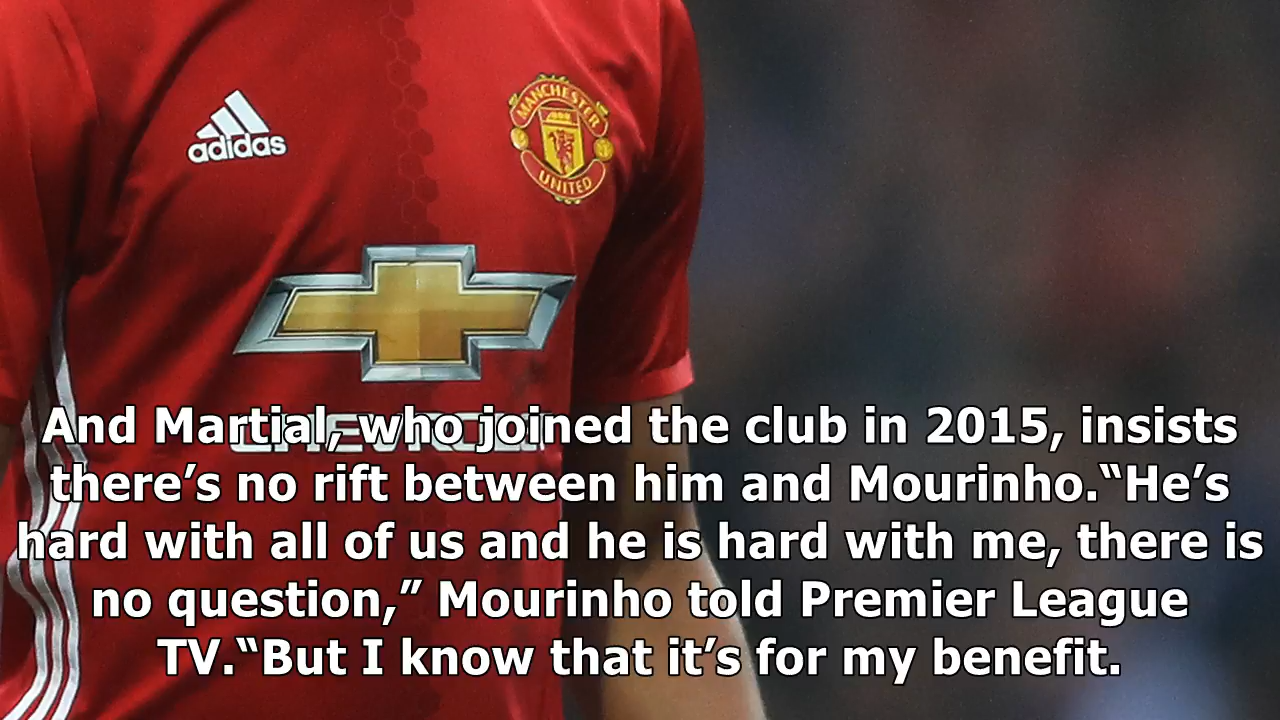 adidas
MANCHESTER
UNITED
CHEVROLET
And Martial, who joined the club in 2015, insists
there’s no rift between him and Mourinho.“He’s
hard with all of us and he is hard with me, there is
no question,” Mourinho told Premier League
TV.“But I know that it’s for my benefit.